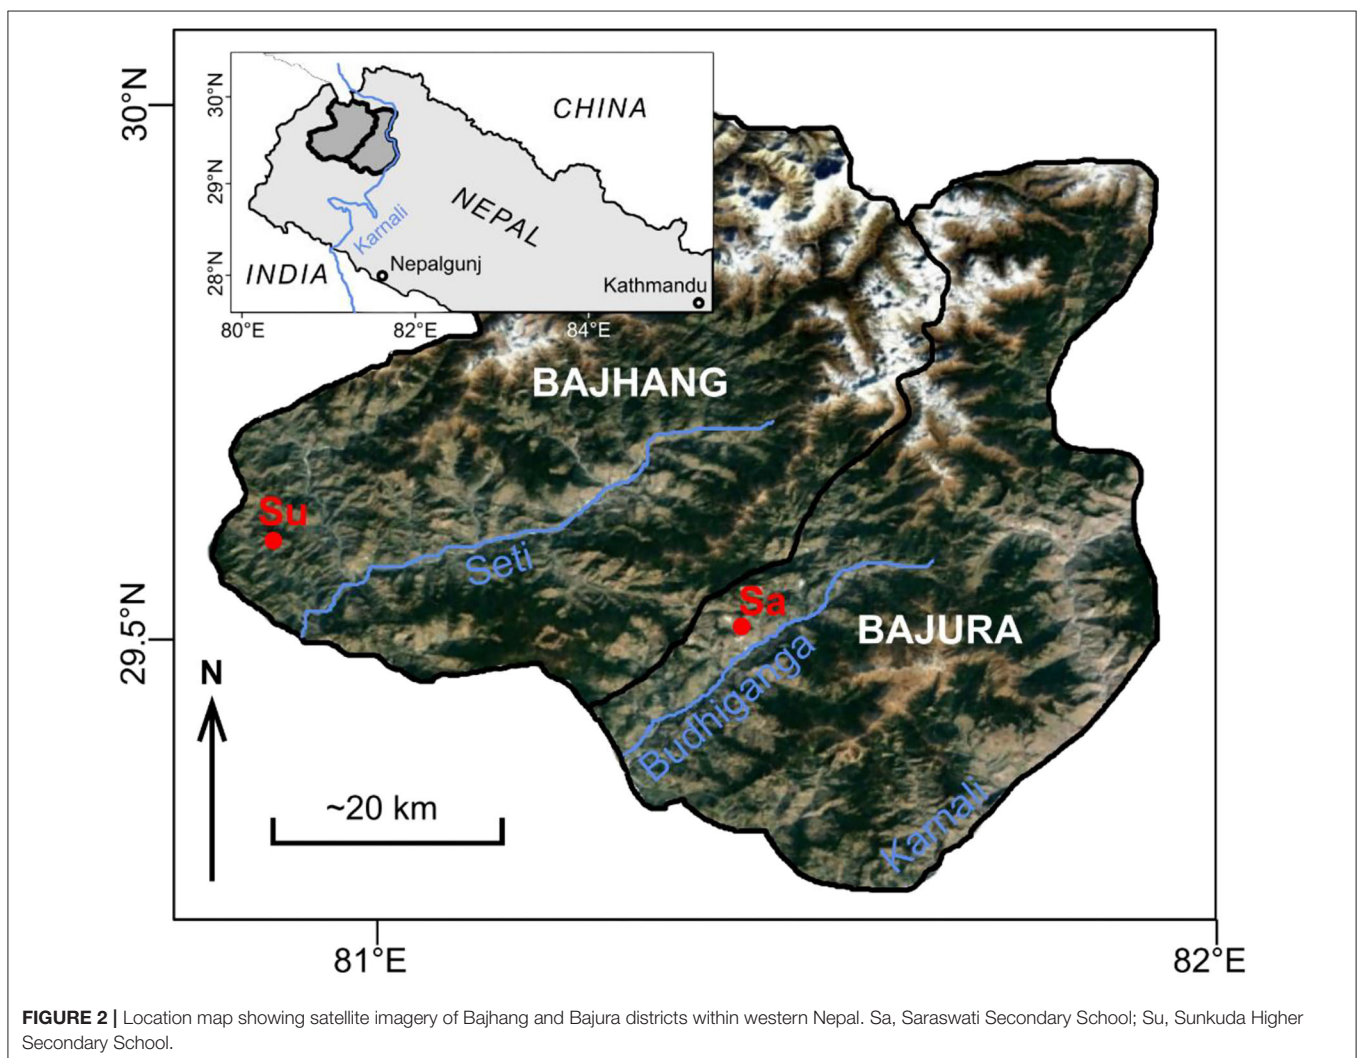 30°N
29.5°N
81°E
82°E
30°N
29°N
28°N
80°E
82°E
84°E
CHINA
NEPAL
INDIA
Karnali
Nepalgunj
Kathmandu
BAJHANG
Su
Seti
Sa
BAJURA
Budhiganga
Karnali
N
~20 km
FIGURE 2 | Location map showing satellite imagery of Bajhang and Bajura districts within western Nepal. Sa, Saraswati Secondary School; Su, Sunkuda Higher
Secondary School.